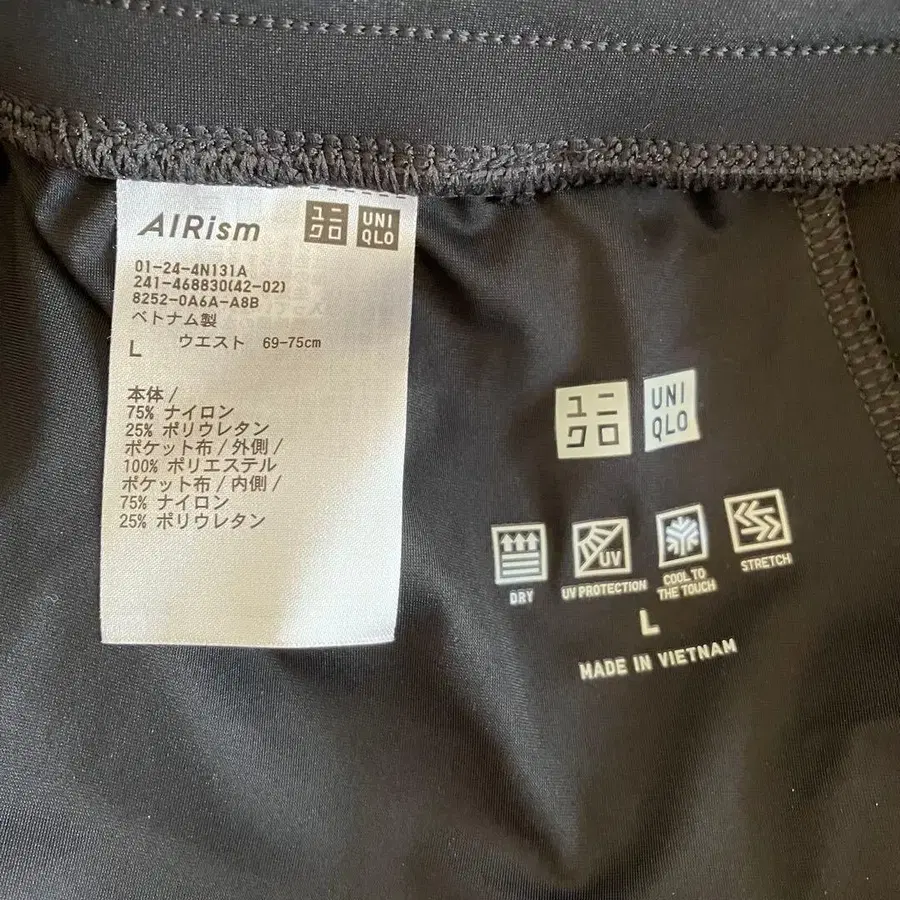 AIRism
ユニクロ
UNIQLO
01-24-4N131A
241-468830(42-02)
8252-0A6A-A8B
ベトナム製
L ウエスト 69-75cm
本体/
75% ナイロン
25% ポリウレタン
ポケット布/外側/
100% ポリエステル
ポケット布/内側/
75% ナイロン
25% ポリウレタン
ユニクロ
UNIQLO
DRY
UV
UV PROTECTION
COOL TO
THE TOUCH
STRETCH
L
MADE IN VIETNAM